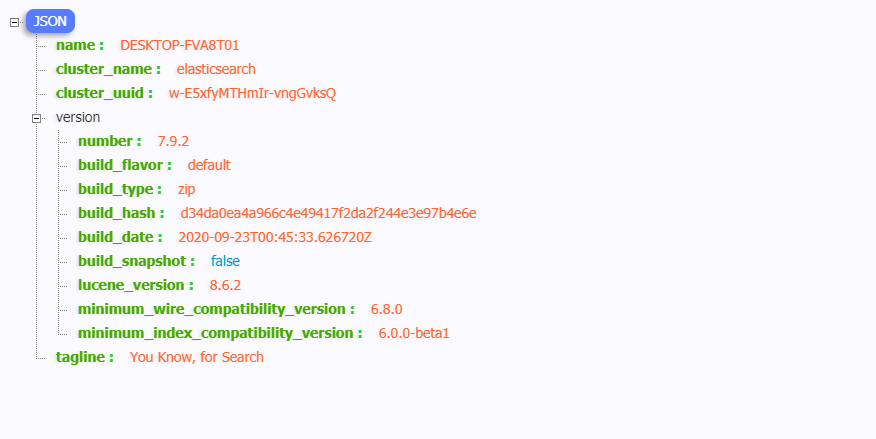 JSON
name : DESKTOP-FVA8T01
cluster_name : elasticsearch
cluster_uuid : w-E5xfyMTHmIr-vngGvksQ
version
number : 7.9.2
build_flavor : default
build_type : zip
build_hash : d34da0ea4a966c4e49417f2da2f244e3e97b4e6e
build_date : 2020-09-23T00:45:33.626720Z
build_snapshot : false
lucene_version : 8.6.2
minimum_wire_compatibility_version : 6.8.0
minimum_index_compatibility_version : 6.0.0-beta1
tagline : You Know, for Search